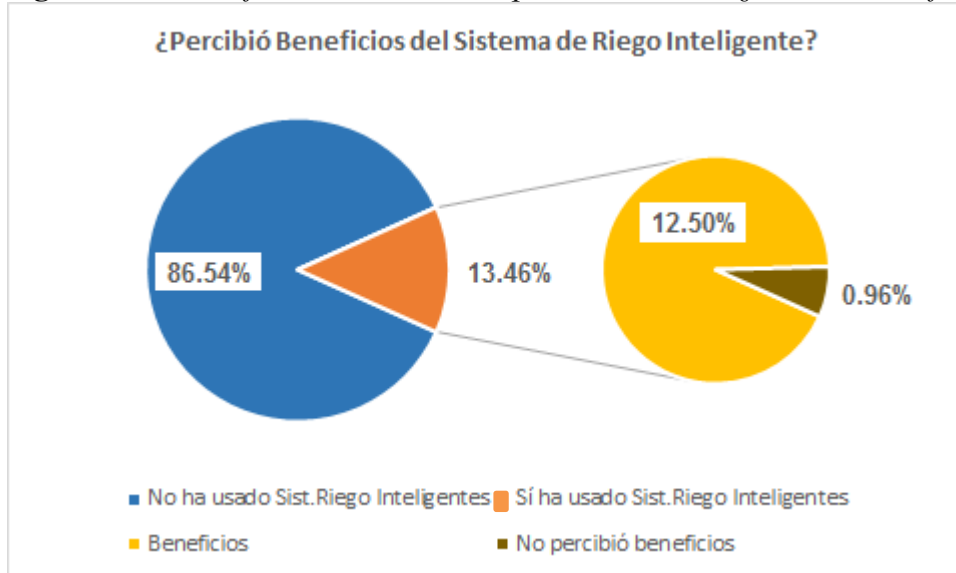 ¿Percibió Beneficios del Sistema de Riego Inteligente?
86.54%
13.46%
12.50%
0.96%
No ha usado Sist.Riego Inteligentes
Sí ha usado Sist.Riego Inteligentes
Beneficios
No percibió beneficios